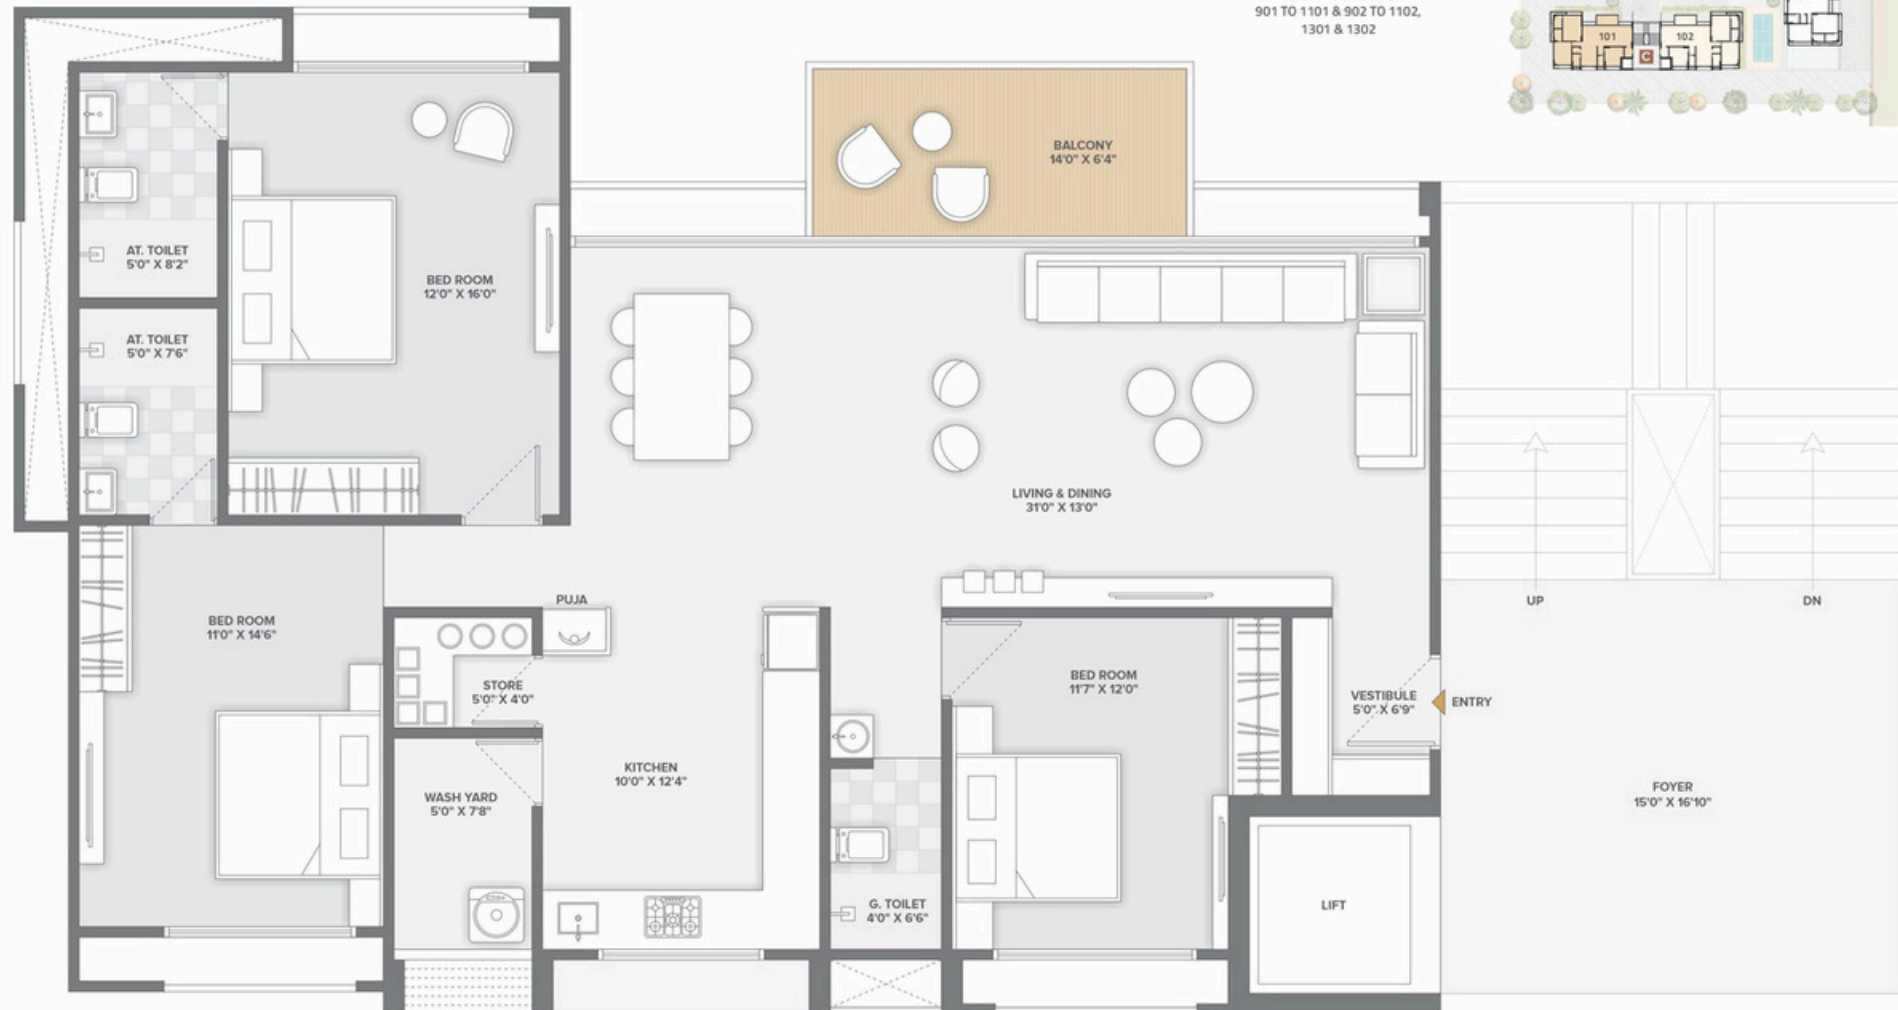 901 TO 1101 & 902 TO 1102,
1301 & 1302
101
102
C
BALCONY
14'0" X 6'4"
AT. TOILET
5'0" X 8'2"
BED ROOM
12'0" X 16'0"
AT. TOILET
5'0" X 7'6"
LIVING & DINING
31'0" X 13'0"
PUJA
UP
DN
BED ROOM
11'0" X 14'6"
STORE
5'0" X 4'0"
BED ROOM
11'7" X 12'0"
VESTIBULE
5'0" X 6'9"
ENTRY
KITCHEN
10'0" X 12'4"
WASH YARD
5'0" X 7'8"
FOYER
15'0" X 16'10"
G. TOILET
4'0" X 6'6"
LIFT